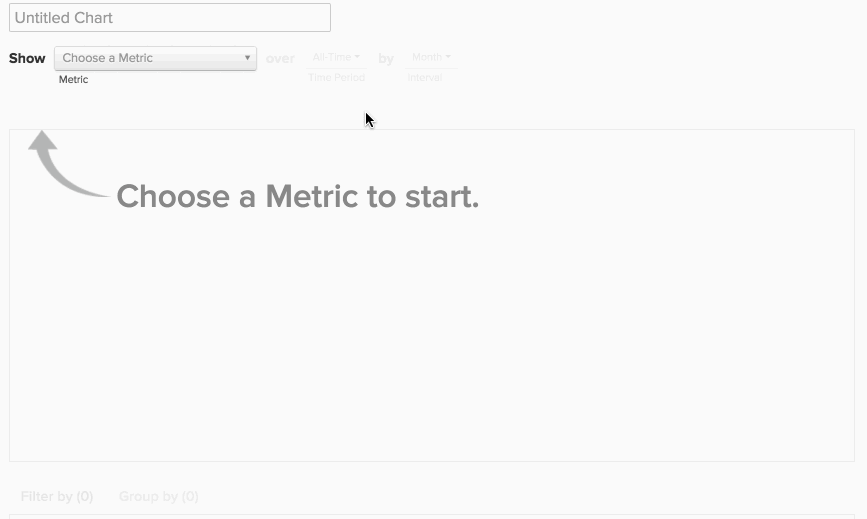 Untitled Chart
Show Choose a Metric over All-Time by Month
Metric Time Period Interval
Choose a Metric to start.
Filter by (0) Group by (0)